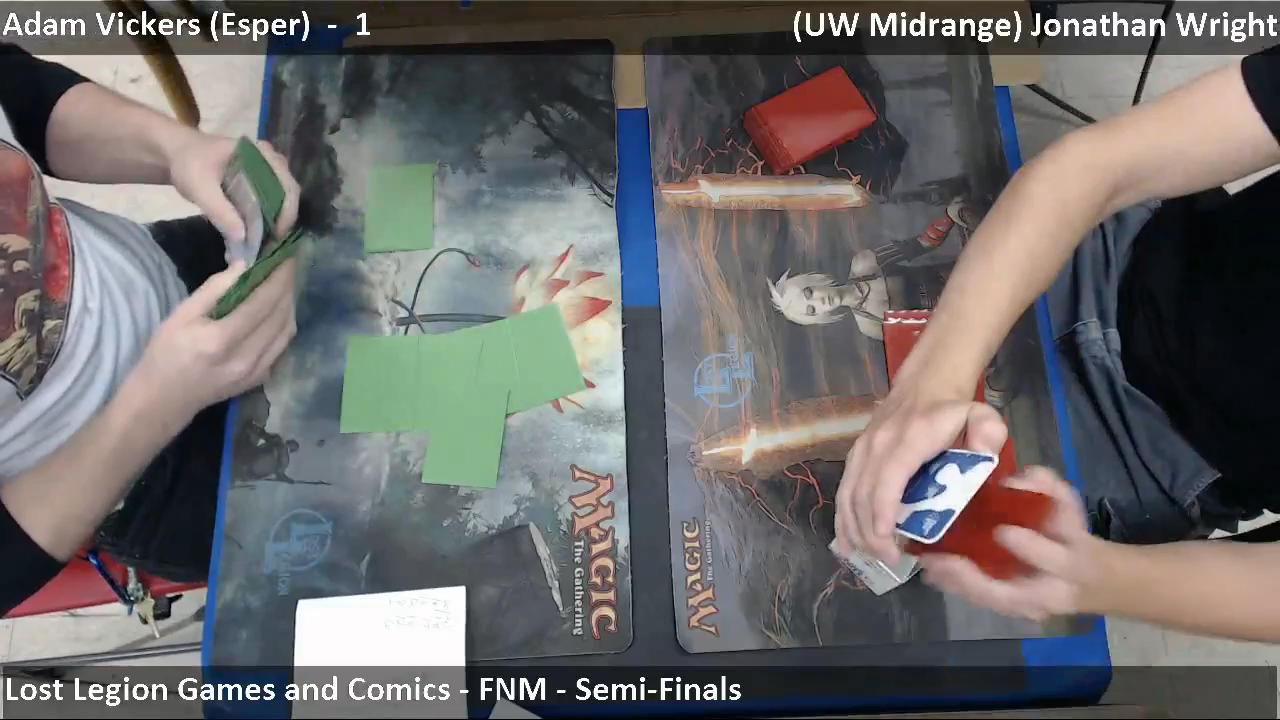 Adam Vickers (Esper) - 1
(UW Midrange) Jonathan Wright
MAGIC
The Gathering
MAGIC
The Gathering
Lost Legion Games and Comics - FNM - Semi-Finals